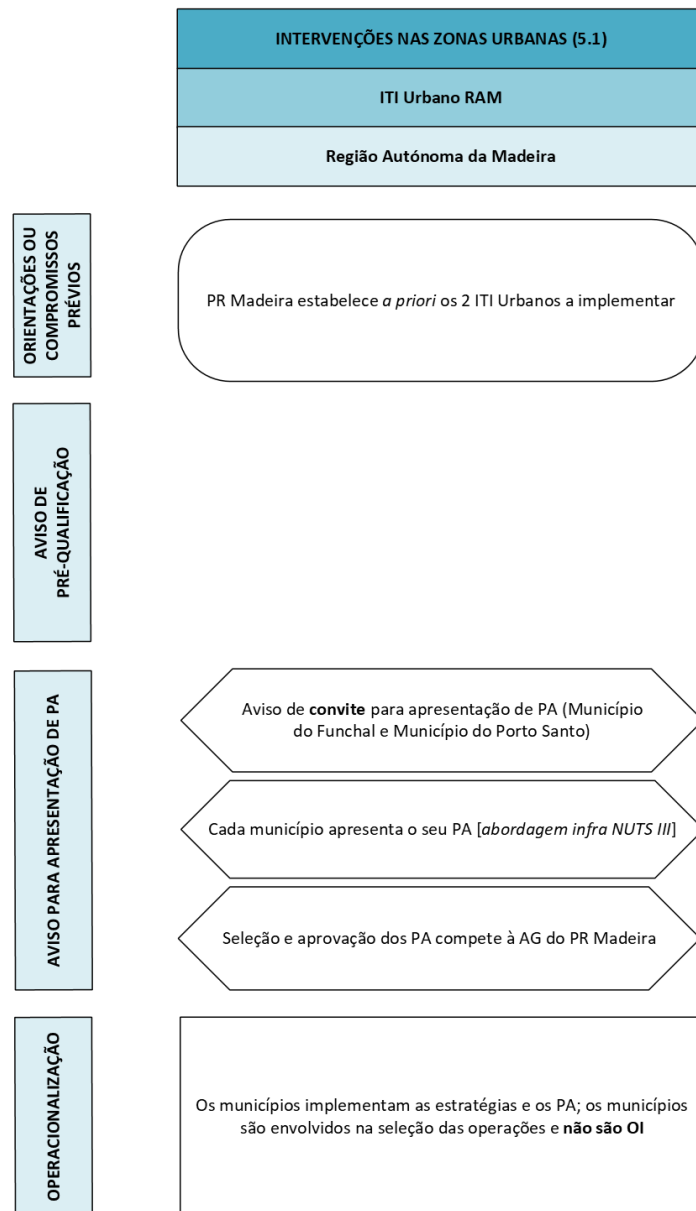 INTERVENÇÕES NAS ZONAS URBANAS (5.1)
ITI Urbano RAM
Região Autónoma da Madeira
ORIENTAÇÕES OU
COMPROMISSOS
PRÉVIOS
PR Madeira estabelece a priori os 2 ITI Urbanos a implementar
AVISO DE
PRÉ-QUALIFICAÇÃO
AVISO PARA APRESENTAÇÃO DE PA
Aviso de convite para apresentação de PA (Município
do Funchal e Município do Porto Santo)
Cada município apresenta o seu PA [abordagem infra NUTS III]
Seleção e aprovação dos PA compete à AG do PR Madeira
OPERACIONALIZAÇÃO
Os municípios implementam as estratégias e os PA; os municípios
são envolvidos na seleção das operações e não são OI